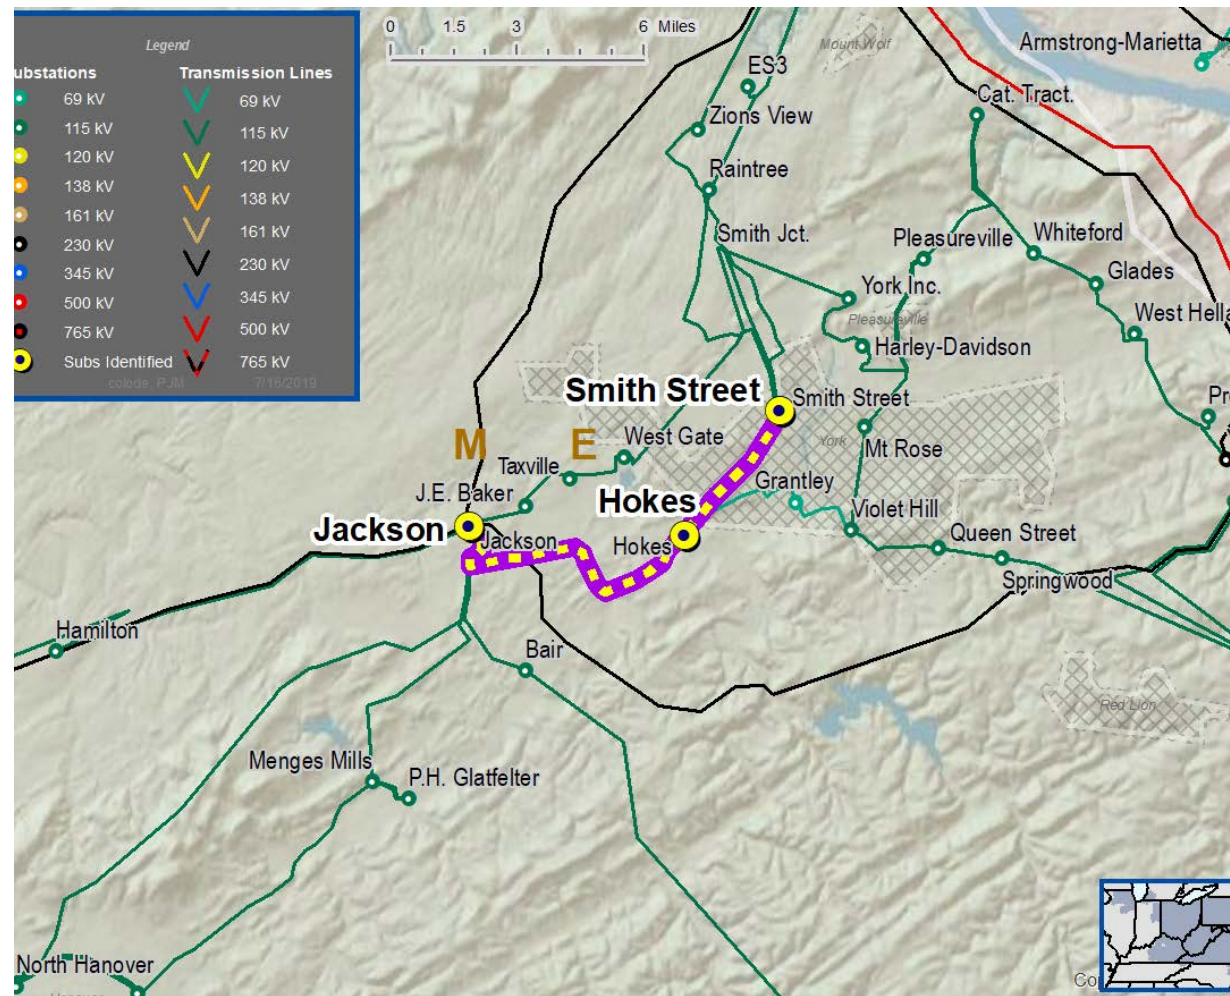 Legend
ubstations
Transmission Lines
69 kV
69 kV
115 kV
115 kV
120 kV
120 kV
138 kV
138 kV
161 kV
161 kV
230 kV
230 kV
345 kV
345 kV
500 kV
500 kV
765 kV
765 kV
Subs Identified
colode, PJM
7/16/2019
0 1.5 3 6 Miles
Mount Wolf
Armstrong-Marietta
ES3
Cat. Tract.
Zions View
Raintree
Smith Jct.
Pleasureville
Whiteford
Glades
York Inc.
Pleasureville
West Hella
Harley-Davidson
Smith Street
Smith Street
Pr
M E
West Gate
York
Mt Rose
Taxville
Grantley
J.E. Baker
Hokes
Violet Hill
Jackson
Jackson
Hokes
Queen Street
Springwood
Hamilton
Bair
Red Lion
Menges Mills
P.H. Glatfelter
North Hanover
Hanover
Co